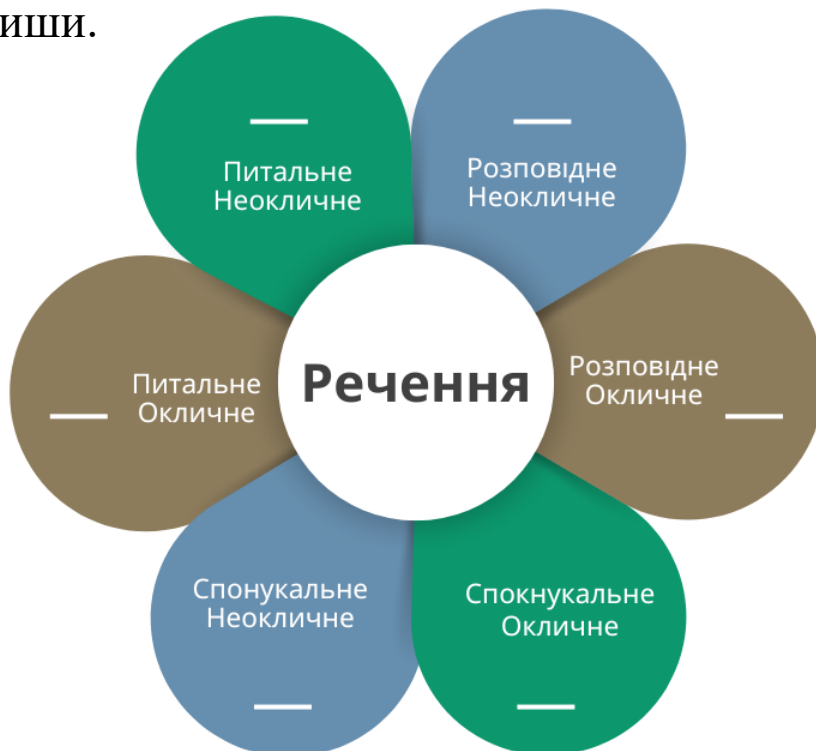 иши.
Питальне
Неокличне
Розповідне
Неокличне
Питальне
Окличне
Речення
Розповідне
Окличне
Спонукальне
Неокличне
Спокнукальне
Окличне